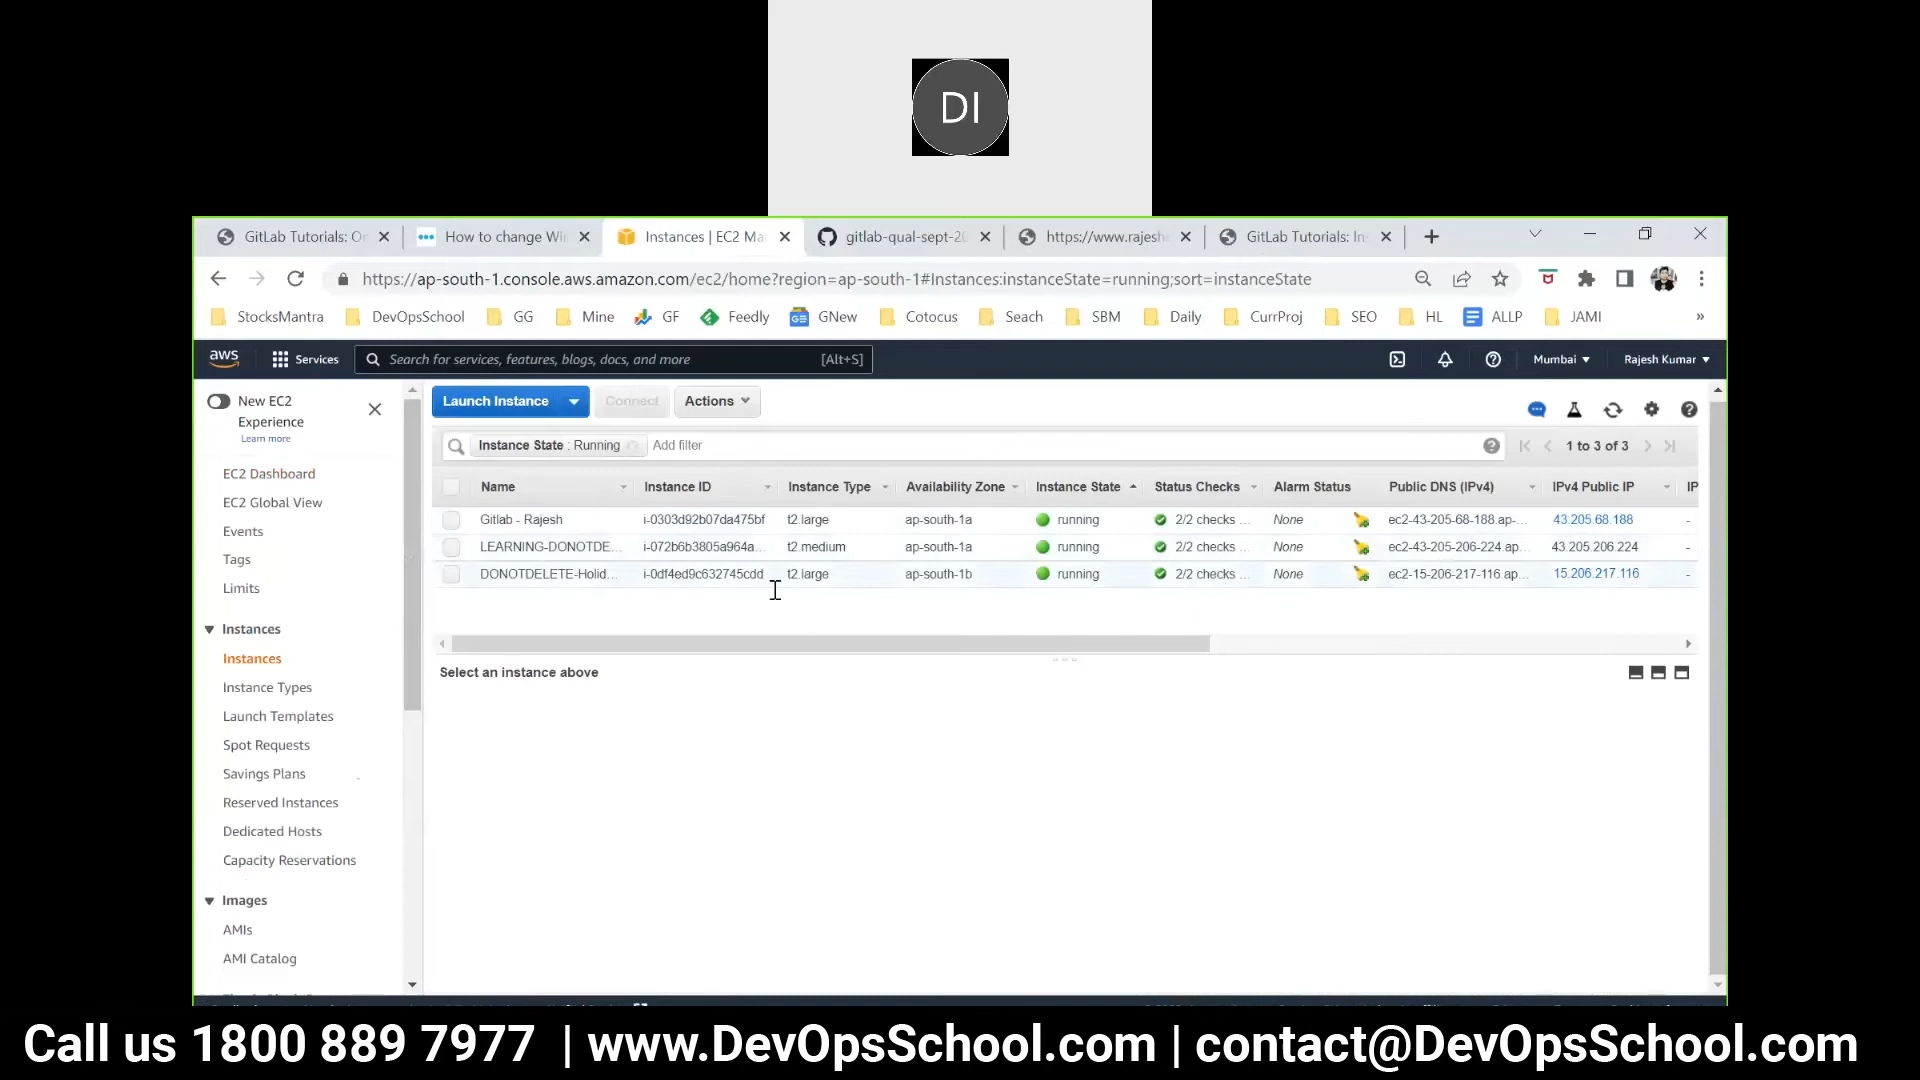 DI
GitLab Tutorials: On
How to change Wi
Instances | EC2 Ma
gitlab-qual-sept-20
https://www.rajesh
GitLab Tutorials: In
https://ap-south-1.console.aws.amazon.com/ec2/home?region=ap-south-1#Instances:instanceState=running;sort=instanceState
StocksMantra
DevOpsSchool
GG
Mine
GF
Feedly
GNew
Cotocus
Seach
SBM
Daily
CurrProj
SEO
HL
ALLP
JAMI
»
aws
Services
Search for services, features, blogs, docs, and more [Alt+S]
Mumbai
Rajesh Kumar
New EC2
Experience
Learn more
EC2 Dashboard
EC2 Global View
Events
Tags
Limits
Instances
Instances
Instance Types
Launch Templates
Spot Requests
Savings Plans
Reserved Instances
Dedicated Hosts
Capacity Reservations
Images
AMIs
AMI Catalog
Launch Instance
Connect
Actions
Instance State : Running
Add filter
1 to 3 of 3
Name Instance ID Instance Type Availability Zone Instance State Status Checks Alarm Status Public DNS (IPv4) IPv4 Public IP IP
Gitlab - Rajesh i-0303d92b07da475bf t2.large ap-south-1a running 2/2 checks ... None ec2-43-205-68-188.ap-... 43.205.68.188 -
LEARNING-DONOTDE... i-072b6b3805a964a... t2.medium ap-south-1a running 2/2 checks ... None ec2-43-205-206-224.ap... 43.205.206.224 -
DONOTDELETE-Holid... i-0df4ed9c632745cdd t2.large ap-south-1b running 2/2 checks ... None ec2-15-206-217-116.ap... 15.206.217.116 -
Select an instance above
Call us 1800 889 7977 | www.DevOpsSchool.com | contact@DevOpsSchool.com